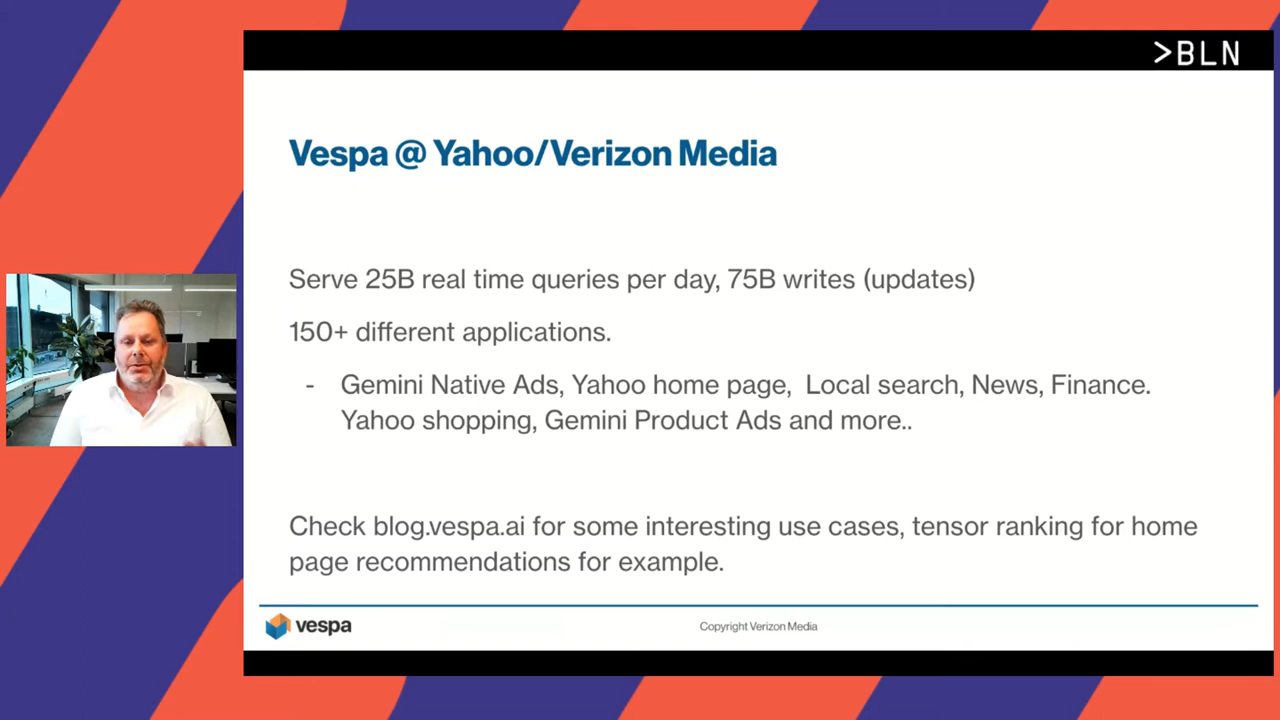 >BLN
Vespa @ Yahoo/Verizon Media
Serve 25B real time queries per day, 75B writes (updates)
150+ different applications.
- Gemini Native Ads, Yahoo home page, Local search, News, Finance.
Yahoo shopping, Gemini Product Ads and more..
Check blog.vespa.ai for some interesting use cases, tensor ranking for home
page recommendations for example.
vespa
Copyright Verizon Media